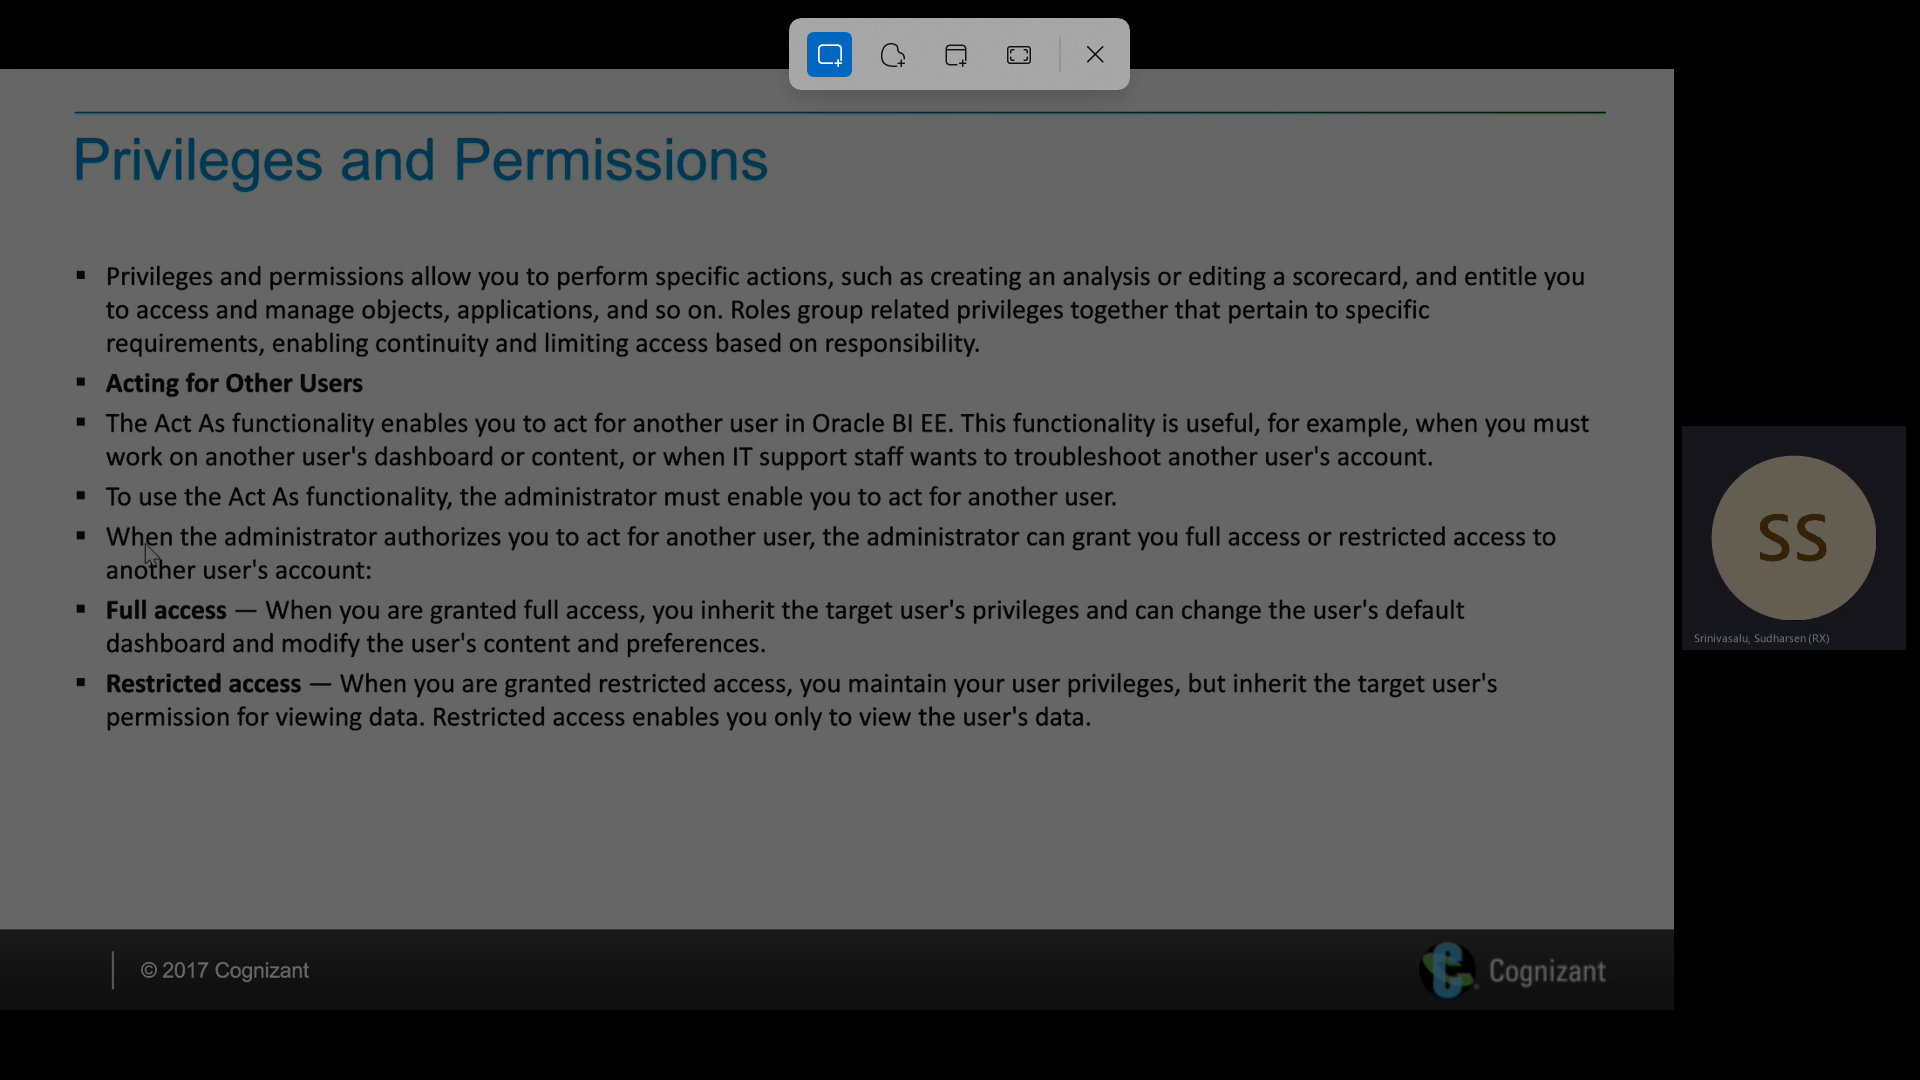 Privileges and Permissions
▪ Privileges and permissions allow you to perform specific actions, such as creating an analysis or editing a scorecard, and entitle you
to access and manage objects, applications, and so on. Roles group related privileges together that pertain to specific
requirements, enabling continuity and limiting access based on responsibility.
▪ Acting for Other Users
▪ The Act As functionality enables you to act for another user in Oracle BI EE. This functionality is useful, for example, when you must
work on another user's dashboard or content, or when IT support staff wants to troubleshoot another user's account.
▪ To use the Act As functionality, the administrator must enable you to act for another user.
▪ When the administrator authorizes you to act for another user, the administrator can grant you full access or restricted access to
another user's account:
▪ Full access — When you are granted full access, you inherit the target user's privileges and can change the user's default
dashboard and modify the user's content and preferences.
▪ Restricted access — When you are granted restricted access, you maintain your user privileges, but inherit the target user's
permission for viewing data. Restricted access enables you only to view the user's data.
SS
Srinivasalu, Sudharsen (RX)
© 2017 Cognizant
Cognizant